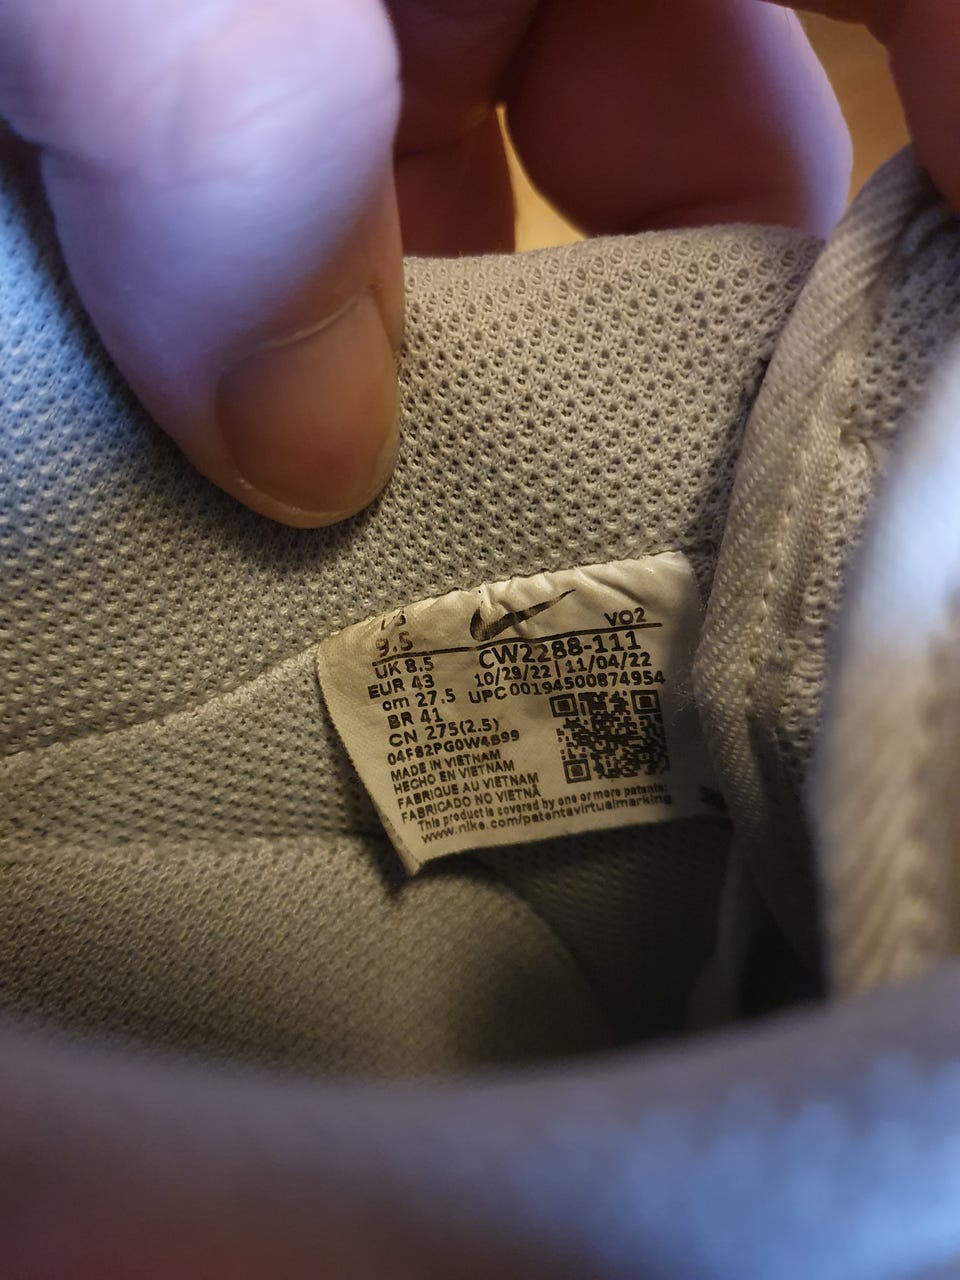 9.5
VO2
UK 8.5
CW2288-111
EUR 43
10/29/22 | 11/04/22
cm 27.5
UPC 00194500874954
BR 41
CN 275(2.5)
04F82PG0W4B99
MADE IN VIETNAM
HECHO EN VIETNAM
FABRIQUE AU VIETNAM
FABRICADO NO VIETNÃ
This product is covered by one or more patents:
www.nike.com/patentsvirtualmarking